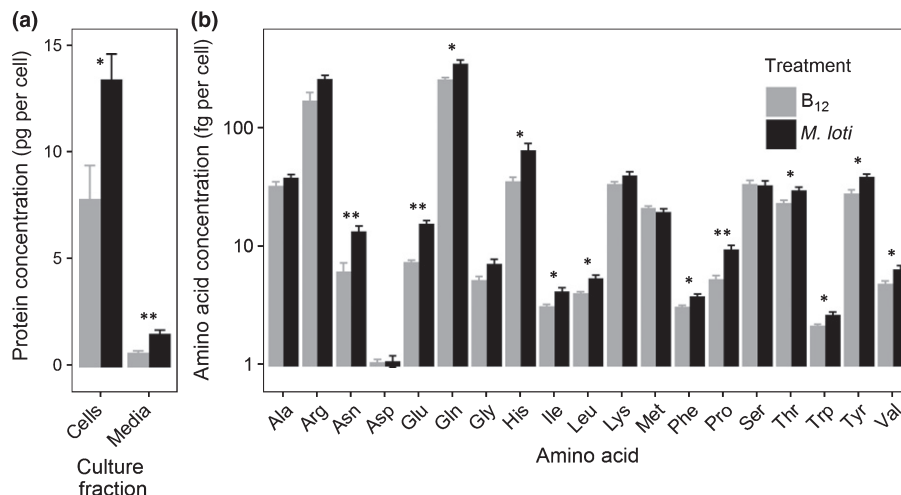 (a)
Protein concentration (pg per cell)
15
10
5
0
*
**
Cells
Media
Culture
fraction
(b)
Amino acid concentration (fg per cell)
100
10
1
**
**
*
*
*
*
*
**
*
*
*
*
Treatment
B₁₂
M. loti
Ala
Arg
Asn
Asp
Glu
Gln
Gly
His
Ile
Leu
Lys
Met
Phe
Pro
Ser
Thr
Trp
Tyr
Val
Amino acid